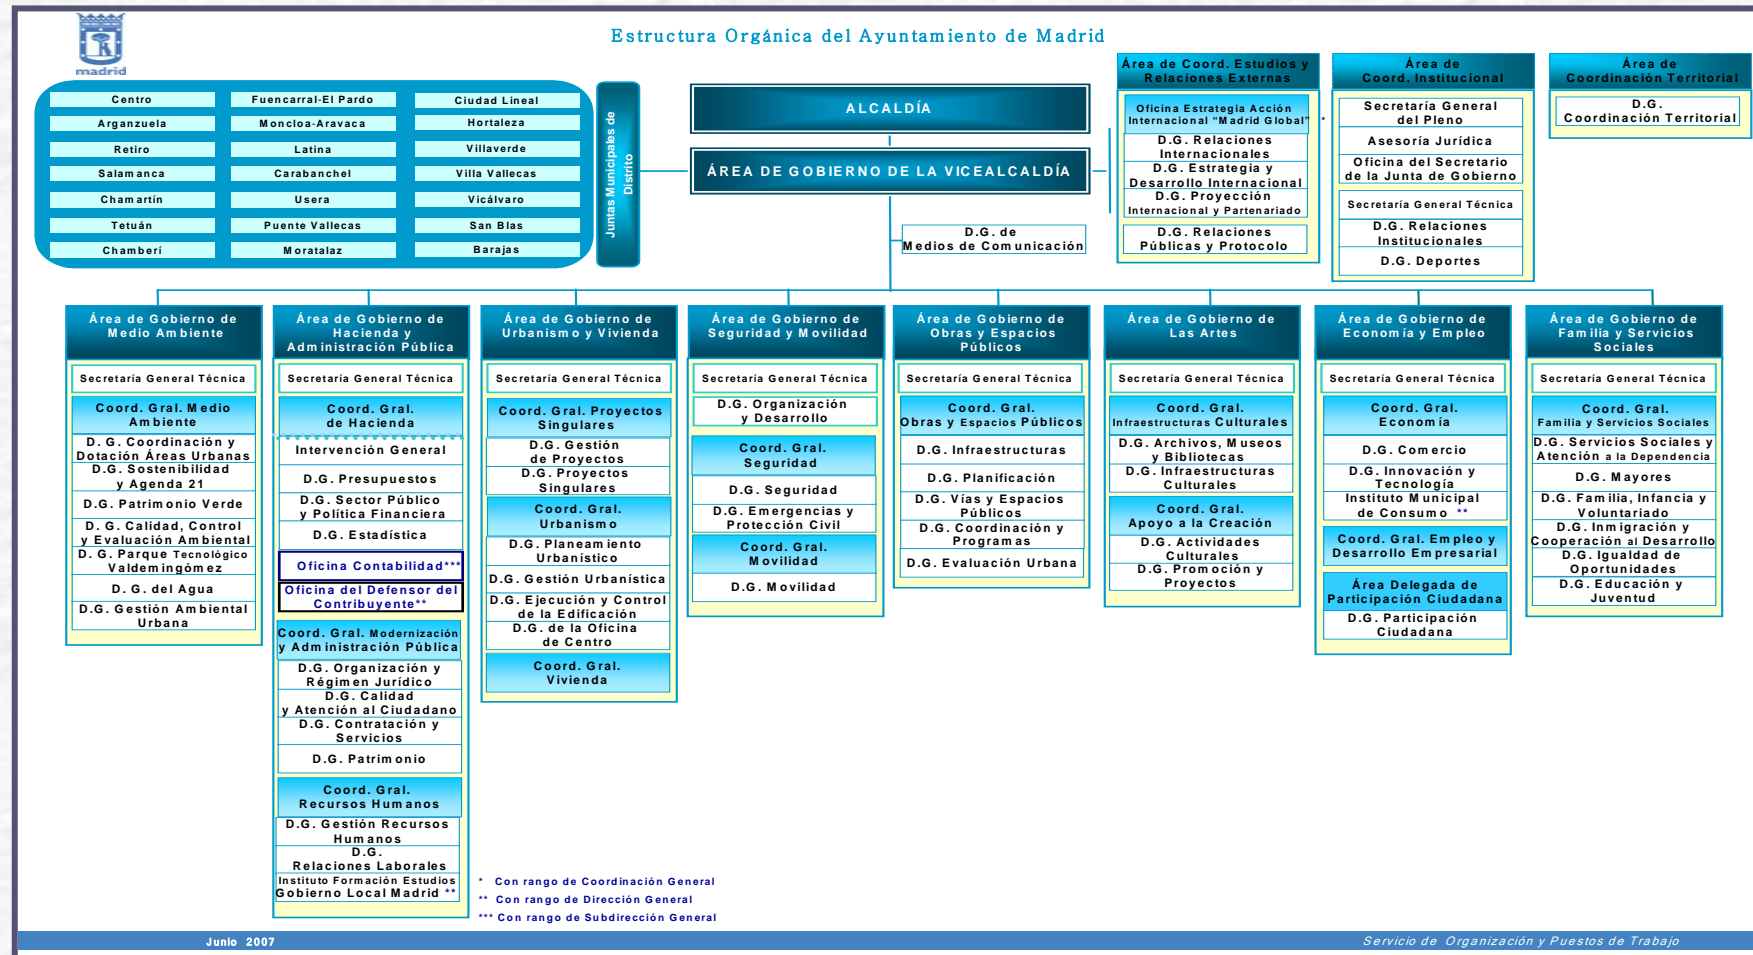 Estructura Orgánica del Ayuntamiento de Madrid
madrid
Centro
Arganzuela
Retiro
Salamanca
Chamartín
Tetuán
Chamberí
Fuencarral-El Pardo
Moncloa-Aravaca
Latina
Carabanchel
Usera
Puente Vallecas
Moratalaz
Ciudad Lineal
Hortaleza
Villaverde
Villa Vallecas
Vicálvaro
San Blas
Barajas
Juntas Municipales de
Distrito
ALCALDÍA
ÁREA DE GOBIERNO DE LA VICEALCALDÍA
D.G. de
Medios de Comunicación
Área de Coord. Estudios y
Relaciones Externas
Oficina Estrategia Acción
Internacional “Madrid Global” *
D.G. Relaciones
Internacionales
D.G. Estrategia y
Desarrollo Internacional
D.G. Proyección
Internacional y Partenariado
D.G. Relaciones
Públicas y Protocolo
Área de
Coord. Institucional
Secretaría General
del Pleno
Asesoría Jurídica
Oficina del Secretario
de la Junta de Gobierno
Secretaría General Técnica
D.G. Relaciones
Institucionales
D.G. Deportes
Área de
Coordinación Territorial
D.G.
Coordinación Territorial
Área de Gobierno de
Medio Ambiente
Secretaría General Técnica
Coord. Gral. Medio
Ambiente
D. G. Coordinación y
Dotación Áreas Urbanas
D.G. Sostenibilidad
y Agenda 21
D.G. Patrimonio Verde
D. G. Calidad, Control
y Evaluación Ambiental
D. G. Parque Tecnológico
Valdemingómez
D. G. del Agua
D.G. Gestión Ambiental
Urbana
Área de Gobierno de
Hacienda y
Administración Pública
Secretaría General Técnica
Coord. Gral.
de Hacienda
Intervención General
D.G. Presupuestos
D.G. Sector Público
y Política Financiera
D.G. Estadística
Oficina Contabilidad***
Oficina del Defensor del
Contribuyente**
Coord. Gral. Modernización
y Administración Pública
D.G. Organización y
Régimen Jurídico
D.G. Calidad
y Atención al Ciudadano
D.G. Contratación y
Servicios
D.G. Patrimonio
Coord. Gral.
Recursos Humanos
D.G. Gestión Recursos
Humanos
D.G.
Relaciones Laborales
Instituto Formación Estudios
Gobierno Local Madrid **
Área de Gobierno de
Urbanismo y Vivienda
Secretaría General Técnica
Coord. Gral. Proyectos
Singulares
D.G. Gestión
de Proyectos
D.G. Proyectos
Singulares
Coord. Gral.
Urbanismo
D.G. Planeamiento
Urbanístico
D.G. Gestión Urbanística
D.G. Ejecución y Control
de la Edificación
D.G. de la Oficina
de Centro
Coord. Gral.
Vivienda
Área de Gobierno de
Seguridad y Movilidad
Secretaría General Técnica
D.G. Organización
y Desarrollo
Coord. Gral.
Seguridad
D.G. Seguridad
D.G. Emergencias y
Protección Civil
Coord. Gral.
Movilidad
D.G. Movilidad
Área de Gobierno de
Obras y Espacios
Públicos
Secretaría General Técnica
Coord. Gral.
Obras y Espacios Públicos
D.G. Infraestructuras
D.G. Planificación
D.G. Vías y Espacios
Públicos
D.G. Coordinación y
Programas
D.G. Evaluación Urbana
Área de Gobierno de
Las Artes
Secretaría General Técnica
Coord. Gral.
Infraestructuras Culturales
D.G. Archivos, Museos
y Bibliotecas
D.G. Infraestructuras
Culturales
Coord. Gral.
Apoyo a la Creación
D.G. Actividades
Culturales
D.G. Promoción y
Proyectos
Área de Gobierno de
Economía y Empleo
Secretaría General Técnica
Coord. Gral.
Economía
D.G. Comercio
D.G. Innovación y
Tecnología
Instituto Municipal
de Consumo **
Coord. Gral. Empleo y
Desarrollo Empresarial
Área Delegada de
Participación Ciudadana
D.G. Participación
Ciudadana
Área de Gobierno de
Familia y Servicios
Sociales
Secretaría General Técnica
Coord. Gral.
Familia y Servicios Sociales
D.G. Servicios Sociales y
Atención a la Dependencia
D.G. Mayores
D.G. Familia, Infancia y
Voluntariado
D.G. Inmigración y
Cooperación al Desarrollo
D.G. Igualdad de
Oportunidades
D.G. Educación y
Juventud
* Con rango de Coordinación General
** Con rango de Dirección General
*** Con rango de Subdirección General
Junio 2007
Servicio de Organización y Puestos de Trabajo